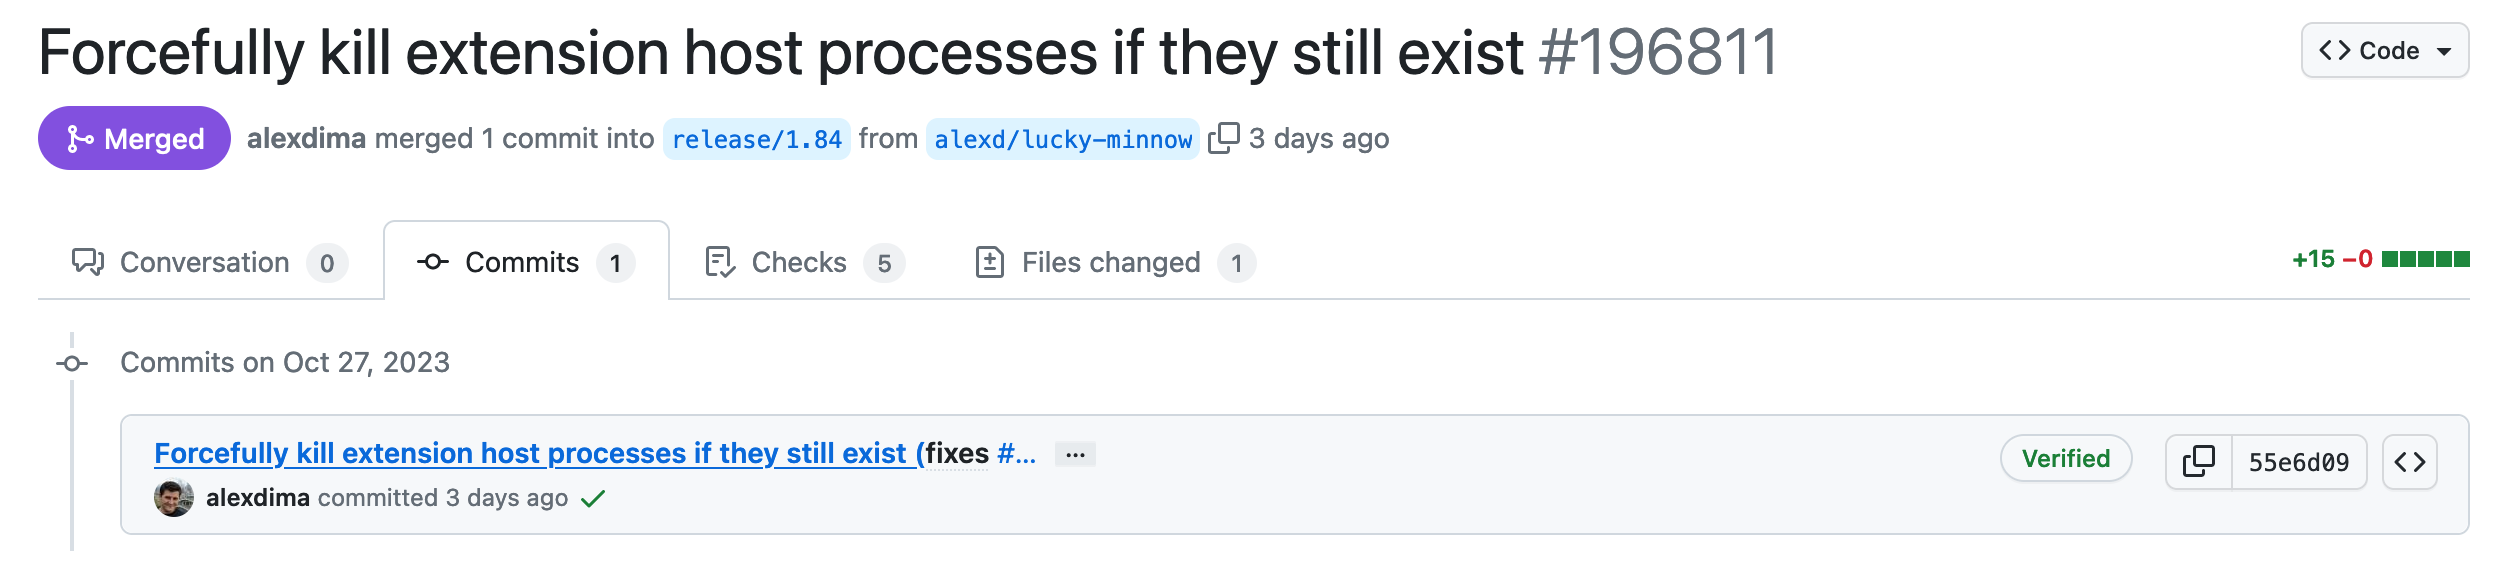 Forcefully kill extension host processes if they still exist #196811
Code
Merged alexdima merged 1 commit into release/1.84 from alexd/lucky-minnow 3 days ago
Conversation 0 Commits 1 Checks 5 Files changed 1 +15 −0
Commits on Oct 27, 2023
Forcefully kill extension host processes if they still exist (fixes #… …
Verified 55e6d09
alexdima committed 3 days ago